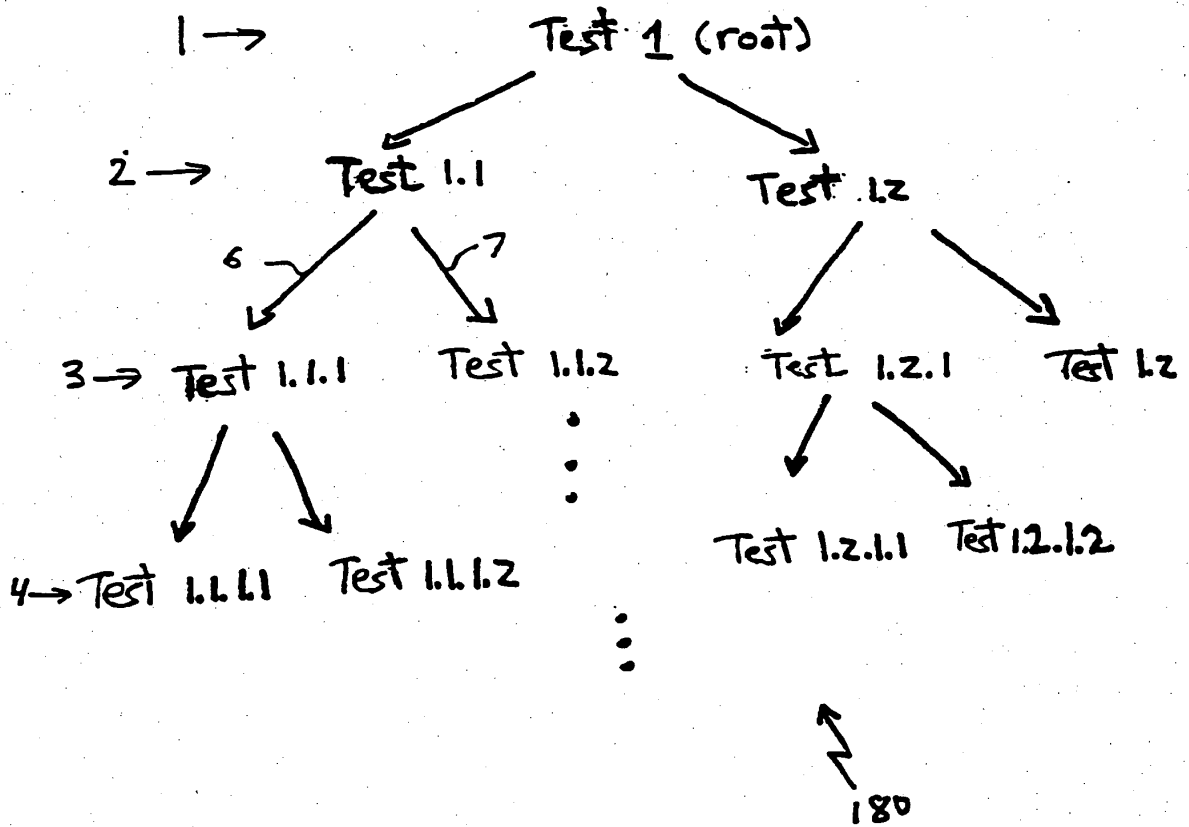 1 → Test 1 (root)
2 → Test 1.1 Test 1.2
6 7
3 → Test 1.1.1 Test 1.1.2 Test 1.2.1 Test 1.2
Test 1.2.1.1 Test 1.2.1.2
4 → Test 1.1.1.1 Test 1.1.1.2
180